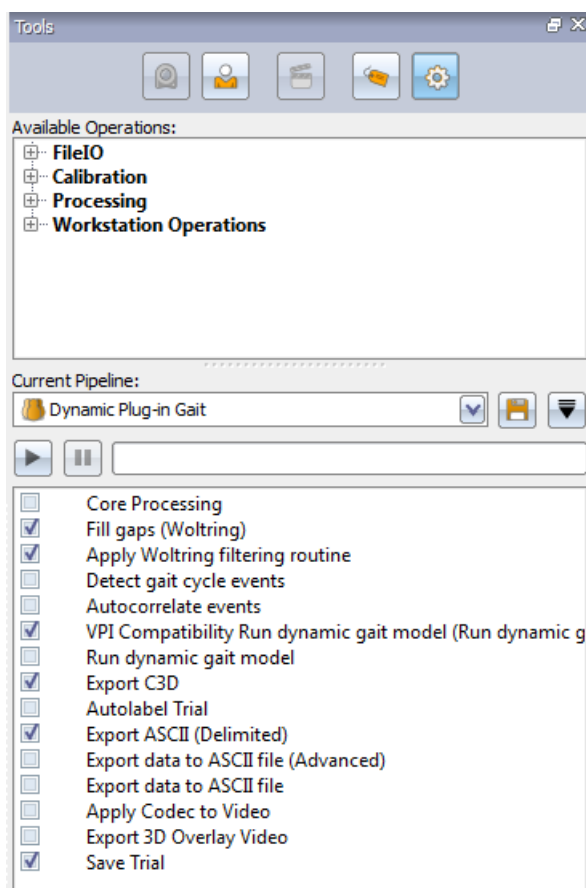 Tools
Available Operations:
FileIO
Calibration
Processing
Workstation Operations
Current Pipeline:
Dynamic Plug-in Gait
Core Processing
Fill gaps (Woltring)
Apply Woltring filtering routine
Detect gait cycle events
Autocorrelate events
VPI Compatibility Run dynamic gait model (Run dynamic g
Run dynamic gait model
Export C3D
Autolabel Trial
Export ASCII (Delimited)
Export data to ASCII file (Advanced)
Export data to ASCII file
Apply Codec to Video
Export 3D Overlay Video
Save Trial